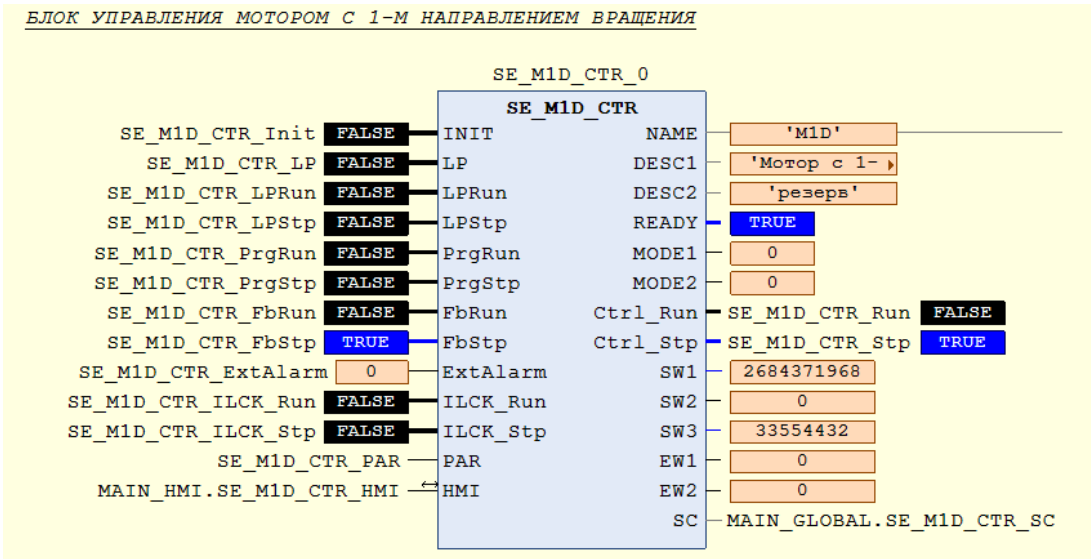 БЛОК УПРАВЛЕНИЯ МОТОРОМ С 1-М НАПРАВЛЕНИЕМ ВРАЩЕНИЯ
SE_M1D_CTR_0
SE_M1D_CTR
SE_M1D_CTR_Init FALSE INIT NAME 'M1D'
SE_M1D_CTR_LP FALSE LP DESC1 'Мотор с 1-
SE_M1D_CTR_LPRun FALSE LPRun DESC2 'резерв'
SE_M1D_CTR_LPStp FALSE LPStp READY TRUE
SE_M1D_CTR_PrgRun FALSE PrgRun MODE1 0
SE_M1D_CTR_PrgStp FALSE PrgStp MODE2 0
SE_M1D_CTR_FbRun FALSE FbRun Ctrl_Run SE_M1D_CTR_Run FALSE
SE_M1D_CTR_FbStp TRUE FbStp Ctrl_Stp SE_M1D_CTR_Stp TRUE
SE_M1D_CTR_ExtAlarm 0 ExtAlarm SW1 2684371968
SE_M1D_CTR_ILCK_Run FALSE ILCK_Run SW2 0
SE_M1D_CTR_ILCK_Stp FALSE ILCK_Stp SW3 33554432
SE_M1D_CTR_PAR PAR EW1 0
MAIN_HMI.SE_M1D_CTR_HMI HMI EW2 0
SC MAIN_GLOBAL.SE_M1D_CTR_SC